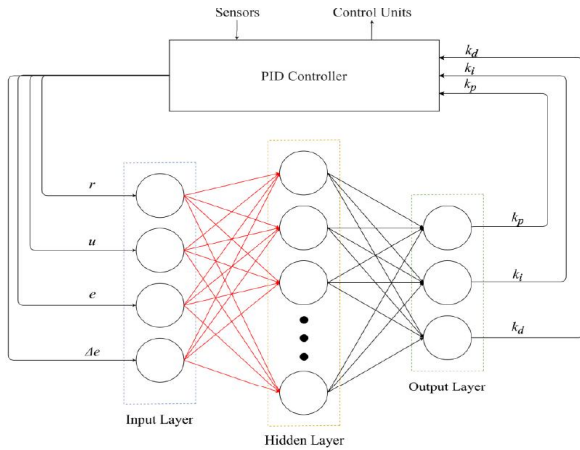 Sensors
Control Units
PID Controller
k_d
k_i
k_p
r
u
e
Δe
k_p
k_i
k_d
Input Layer
Hidden Layer
Output Layer